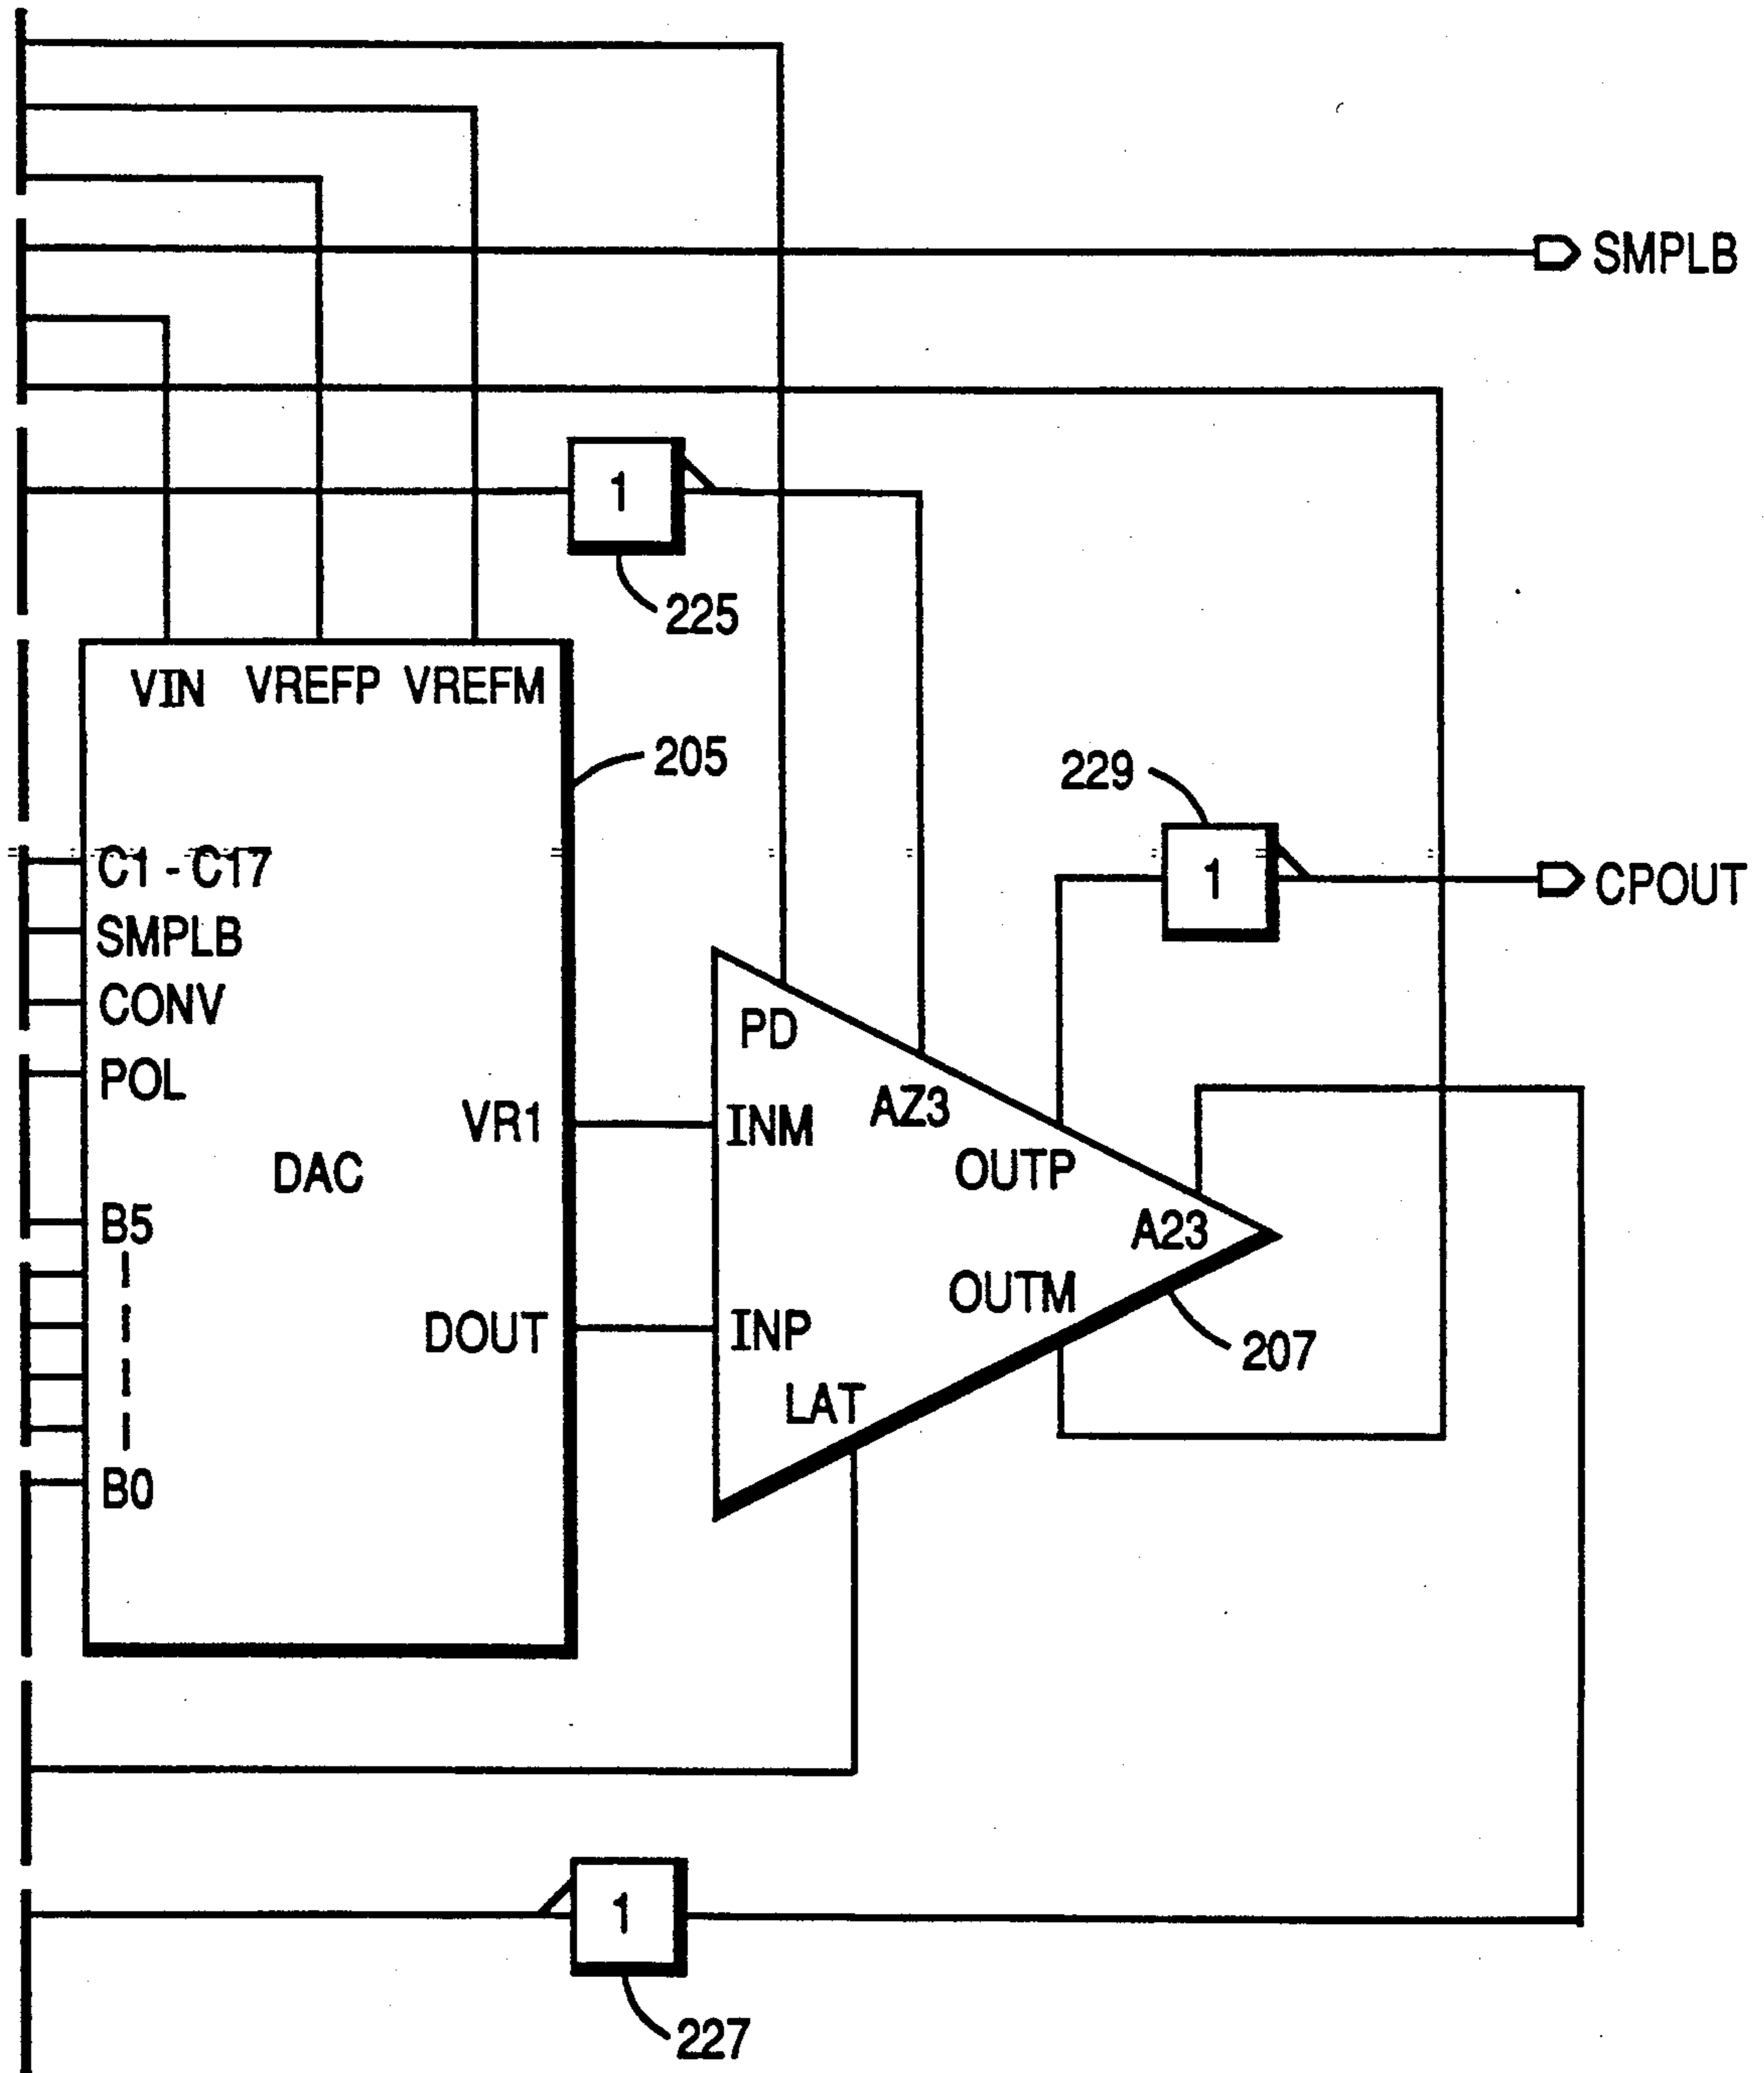 SMPLB
1
225
VIN VREFP VREFM
205
229
C1 - C17
1
CPOUT
SMPLB
CONV
PD
POL
VR1
INM
AZ3
DAC
OUTP
B5
A23
OUTM
DOUT
INP
207
LAT
B0
1
227